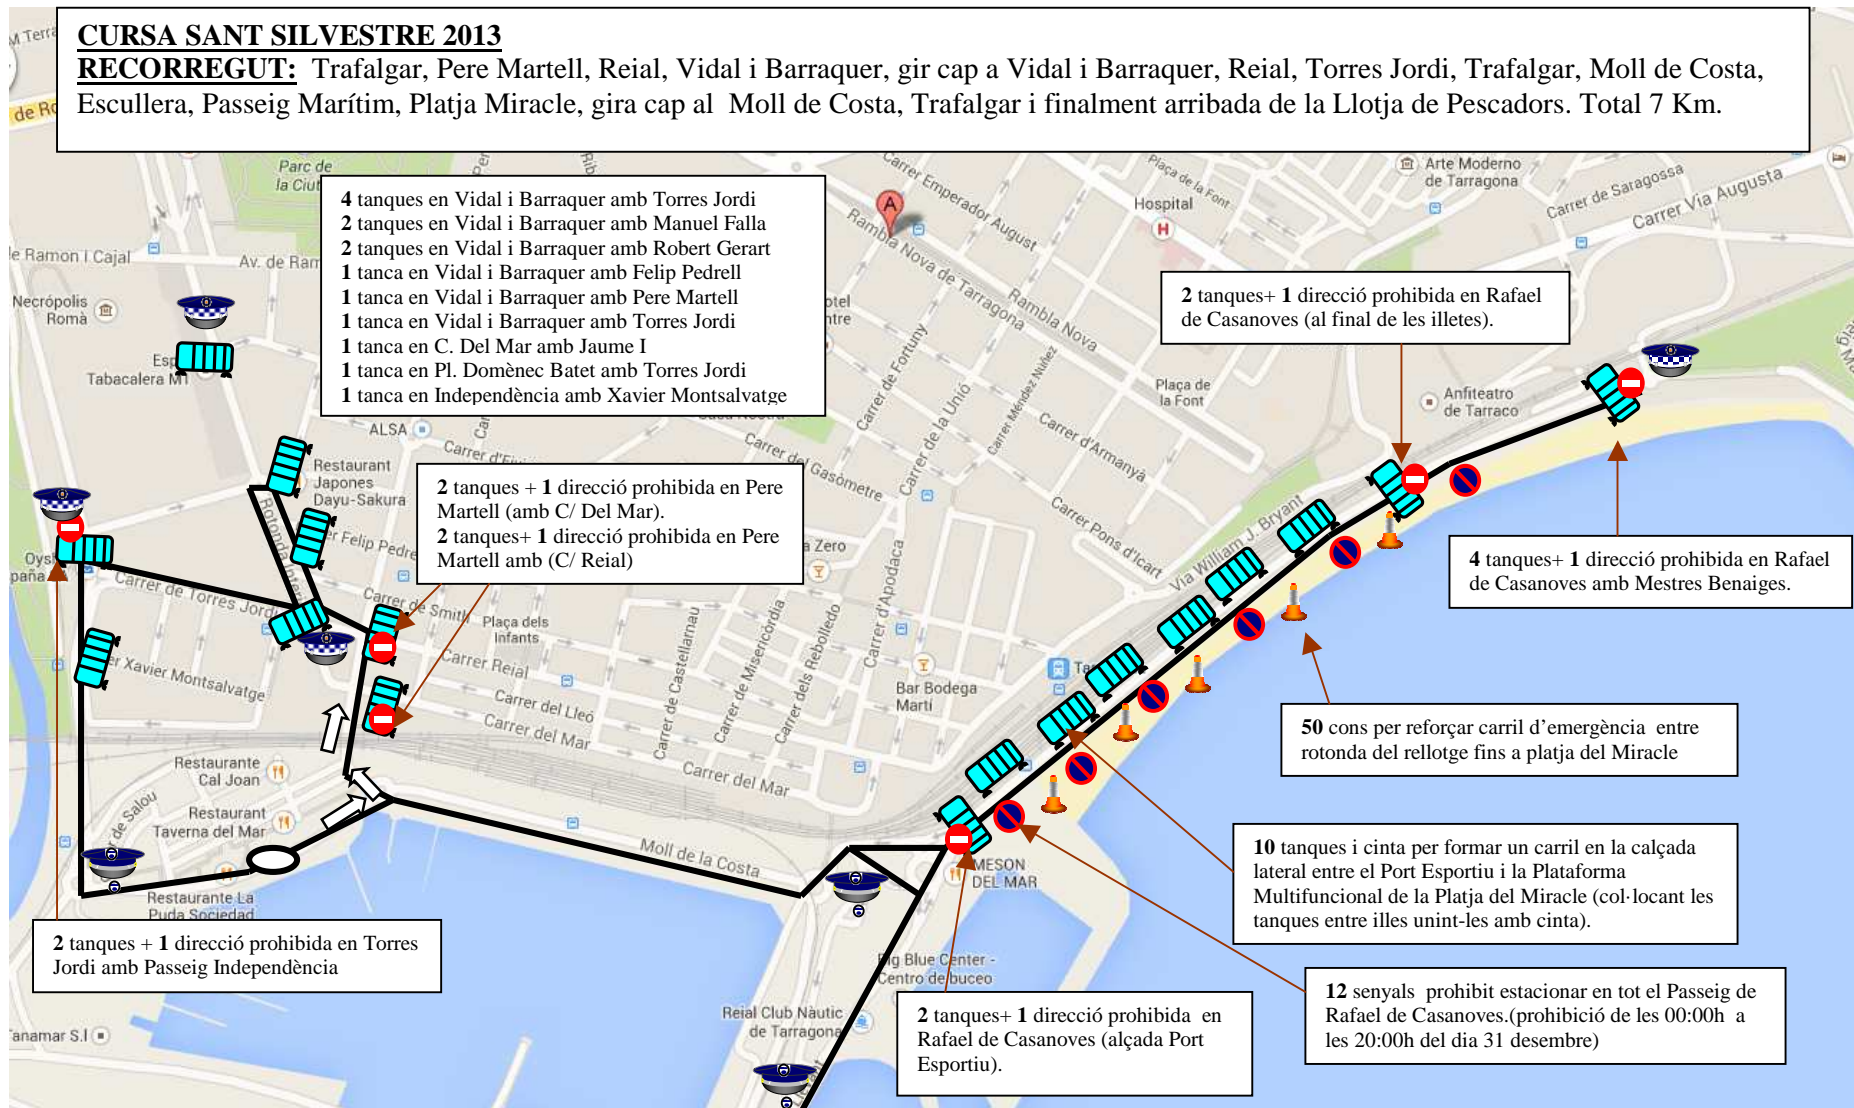 CURSA SANT SILVESTRE 2013
RECORREGUT: Trafalgar, Pere Martell, Reial, Vidal i Barraquer, gir cap a Vidal i Barraquer, Reial, Torres Jordi, Trafalgar, Moll de Costa,
Escullera, Passeig Marítim, Platja Miracle, gira cap al Moll de Costa, Trafalgar i finalment arribada de la Llotja de Pescadors. Total 7 Km.
4 tanques en Vidal i Barraquer amb Torres Jordi
2 tanques en Vidal i Barraquer amb Manuel Falla
2 tanques en Vidal i Barraquer amb Robert Gerart
1 tanca en Vidal i Barraquer amb Felip Pedrell
1 tanca en Vidal i Barraquer amb Pere Martell
1 tanca en Vidal i Barraquer amb Torres Jordi
1 tanca en C. Del Mar amb Jaume I
1 tanca en Pl. Domènec Batet amb Torres Jordi
1 tanca en Independència amb Xavier Montsalvatge
2 tanques+ 1 direcció prohibida en Rafael
de Casanoves (al final de les illetes).
2 tanques + 1 direcció prohibida en Pere
Martell (amb C/ Del Mar).
2 tanques+ 1 direcció prohibida en Pere
Martell amb (C/ Reial)
4 tanques+ 1 direcció prohibida en Rafael
de Casanoves amb Mestres Benaiges.
50 cons per reforçar carril d'emergència entre
rotonda del rellotge fins a platja del Miracle
10 tanques i cinta per formar un carril en la calçada
lateral entre el Port Esportiu i la Plataforma
Multifuncional de la Platja del Miracle (col·locant les
tanques entre illes unint-les amb cinta).
2 tanques + 1 direcció prohibida en Torres
Jordi amb Passeig Independència
2 tanques+ 1 direcció prohibida en
Rafael de Casanoves (alçada Port
Esportiu).
12 senyals prohibit estacionar en tot el Passeig de
Rafael de Casanoves.(prohibició de les 00:00h a
les 20:00h del dia 31 desembre)
Parc de
la Ciut
Av. de Ram
e Ramon i Cajal
Necrópolis
Romà
Tabacalera
ALSA
Restaurant
Japones
Dayu-Sakura
Felip Pedre
Carrer de Torres Jordi
Xavier Montsalvatge
Carrer de Smith
Plaça dels
Infants
Carrer Reial
Carrer del Lleó
Carrer del Mar
Carrer del Mar
Carrer de Castellarnau
Carrer de Misericòrdia
Carrer dels Rebolledo
Carrer d'Apodaca
Bar Bodega
Martí
Zero
Carrer del Gasòmetre
Carrer de Fortuny
Carrer de la Unió
Carrer Méndez Núñez
Carrer d'Armanyà
Carrer Pons d'Icart
Via William J. Bryant
A
Rambla Nova de Tarragona
Rambla Nova
Carrer Emperador August
Plaça de la Font
Hospital
H
Arte Moderno
de Tarragona
Carrer de Saragossa
Carrer Via Augusta
Plaça de
la Font
Anfiteatro
de Tarraco
Restaurante
Cal Joan
Restaurant
Taverna del Mar
Restaurante La
Puda Sociedad
Moll de la Costa
MESON
DEL MAR
Big Blue Center -
Centro de buceo
Reial Club Nàutic
de Tarragona
Tanamar S.l